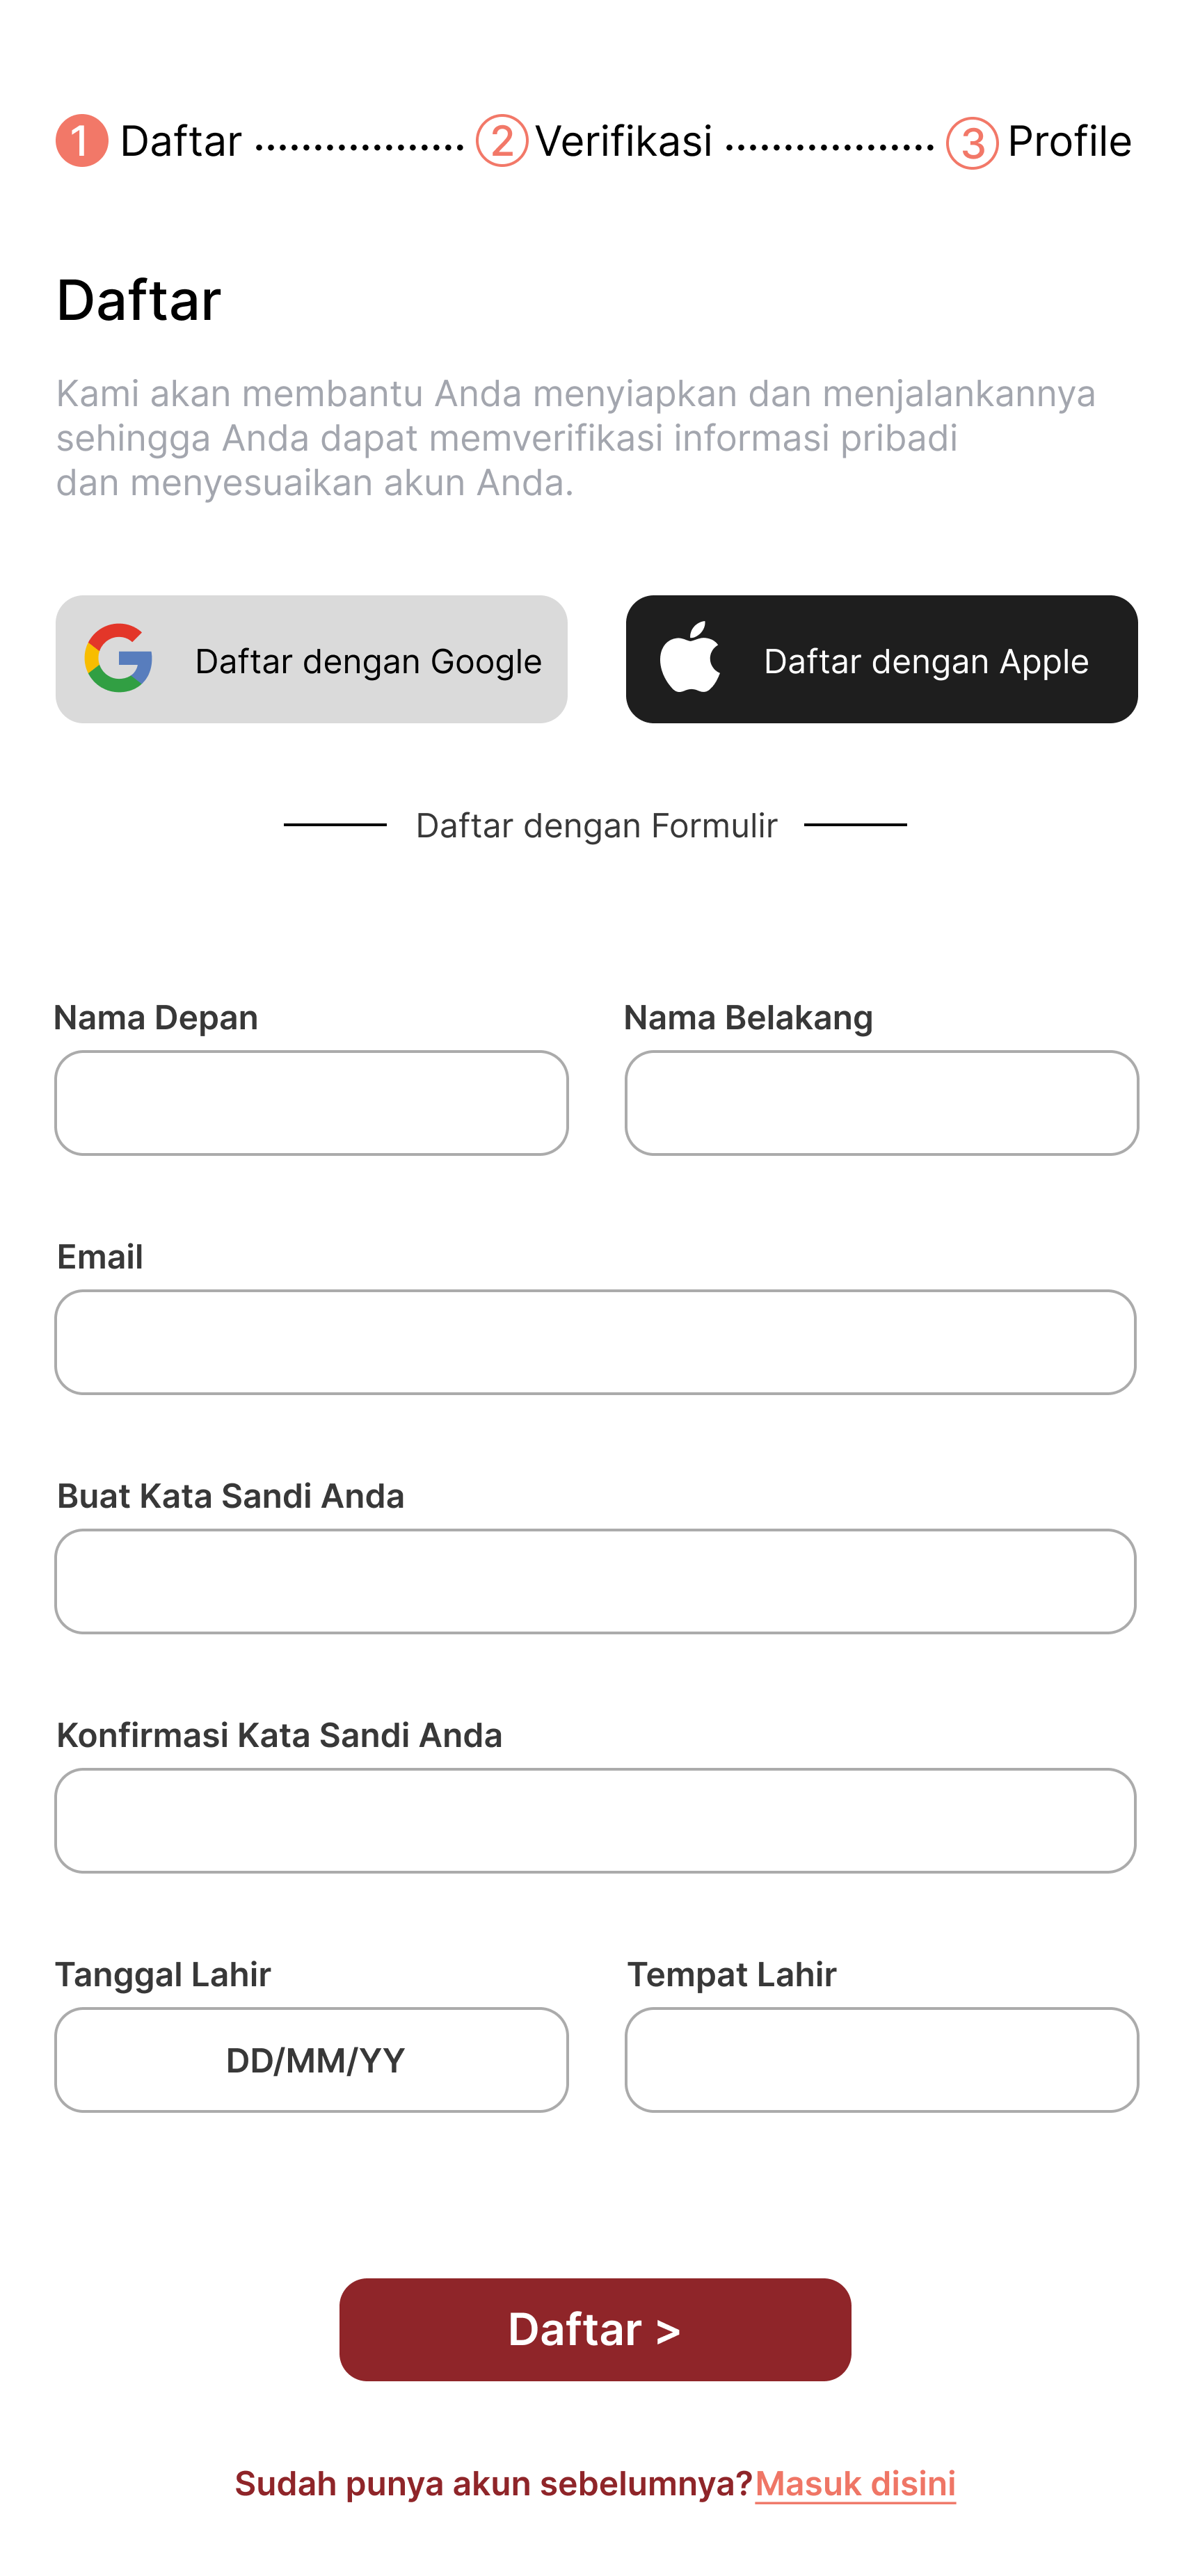 1 Daftar .................. 2 Verifikasi .................. 3 Profile
Daftar
Kami akan membantu Anda menyiapkan dan menjalankannya
sehingga Anda dapat memverifikasi informasi pribadi
dan menyesuaikan akun Anda.
Daftar dengan Google
Daftar dengan Apple
Daftar dengan Formulir
Nama Depan
Nama Belakang
Email
Buat Kata Sandi Anda
Konfirmasi Kata Sandi Anda
Tanggal Lahir
Tempat Lahir
DD/MM/YY
Daftar >
Sudah punya akun sebelumnya?Masuk disini